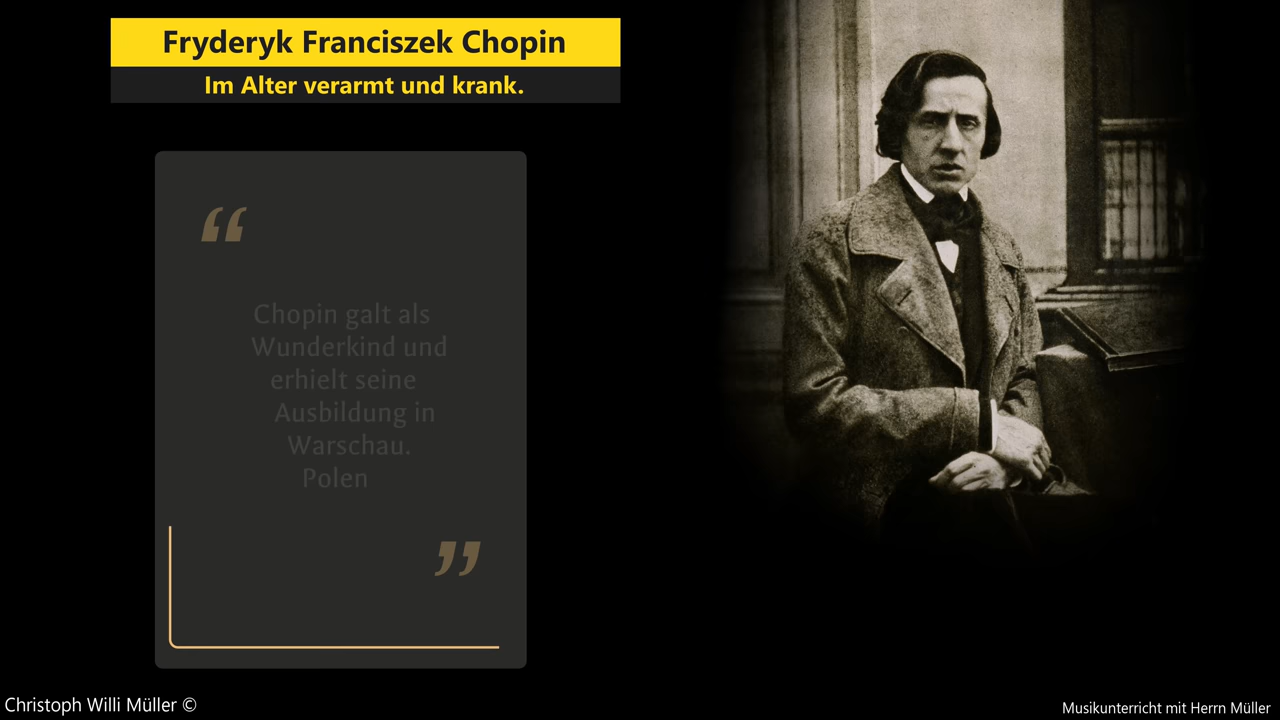 Fryderyk Franciszek Chopin
Im Alter verarmt und krank.
“
Chopin galt als
Wunderkind und
erhielt seine
Ausbildung in
Warschau.
Polen
”
Christoph Willi Müller ©
Musikunterricht mit Herrn Müller